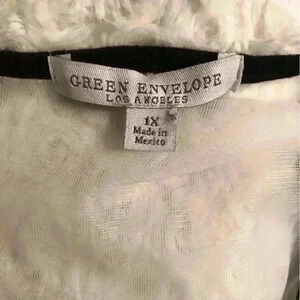 GREEN ENVELOPE
LOS ANGELES
1X
Made in
Mexico